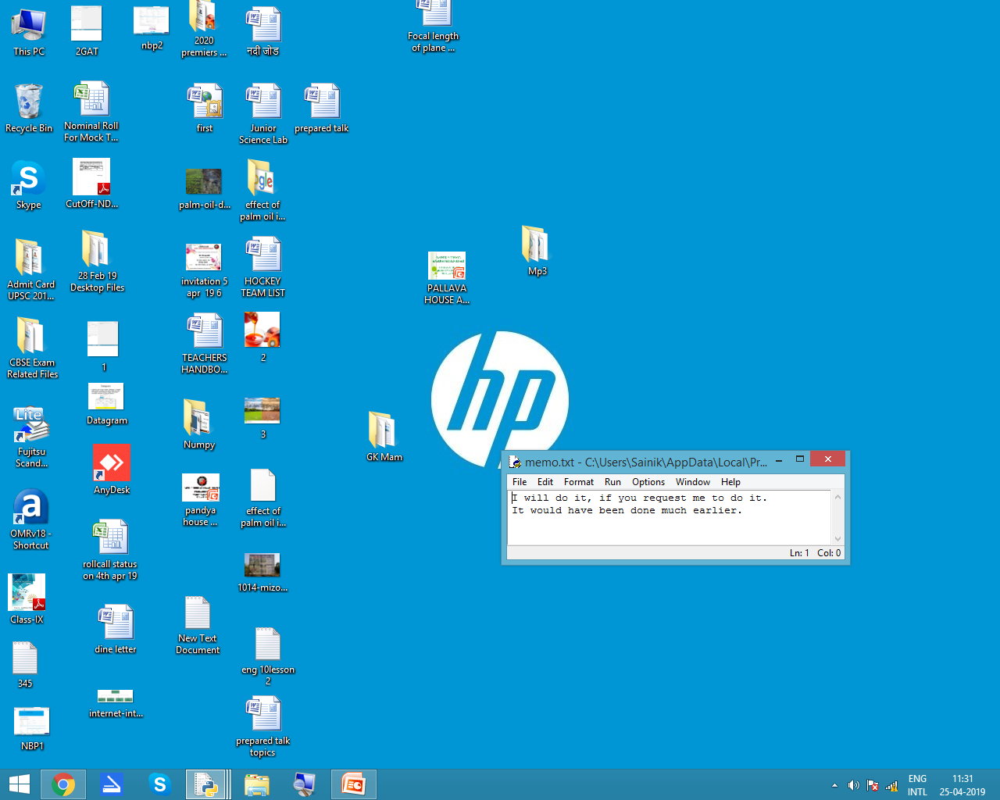 This PC
2GAT
nbp2
2020
premiers ...
नदी जोड
Focal length
of plane ...
Recycle Bin
Nominal Roll
For Mock T...
first
Junior
Science Lab
prepared talk
Skype
CutOff-ND...
palm-oil-d...
effect of
palm oil i...
Admit Card
UPSC 201...
28 Feb 19
Desktop Files
invitation 5
apr 19 6
HOCKEY
TEAM LIST
PALLAVA
HOUSE A...
Mp3
CBSE Exam
Related Files
1
TEACHERS
HANDBO...
2
hp
Lite
Fujitsu
Scand...
Datagram
Numpy
3
GK Mam
AnyDesk
pandya
house ...
effect of
palm oil i...
OMRv18 -
Shortcut
rollcall status
on 4th apr 19
1014-mizo...
Class-IX
dine letter
New Text
Document
eng 10lesson
2
345
internet-int...
NBP1
prepared talk
topics
memo.txt - C:\Users\Sainik\AppData\Local\Pr...
File Edit Format Run Options Window Help
I will do it, if you request me to do it.
It would have been done much earlier.
Ln: 1 Col: 0
ENG
INTL
11:31
25-04-2019